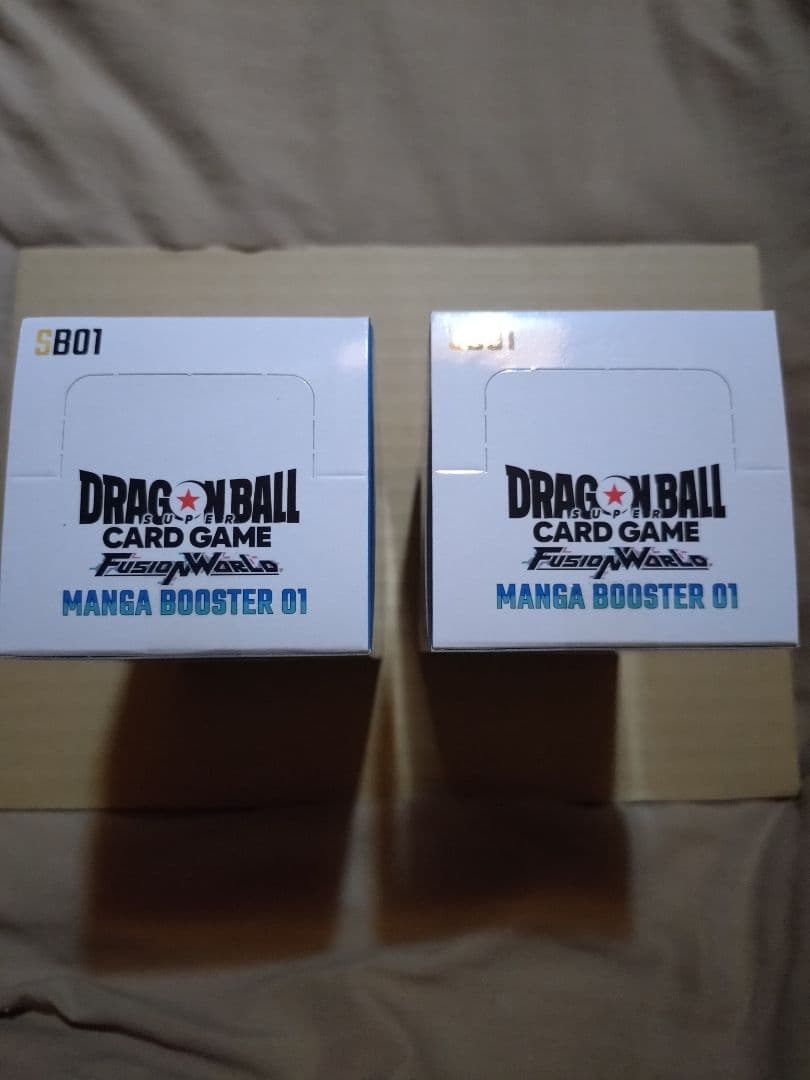 SB01
DRAGON BALL
SUPER
CARD GAME
FUSION WORLD
MANGA BOOSTER 01
DRAGON BALL
SUPER
CARD GAME
FUSION WORLD
MANGA BOOSTER 01